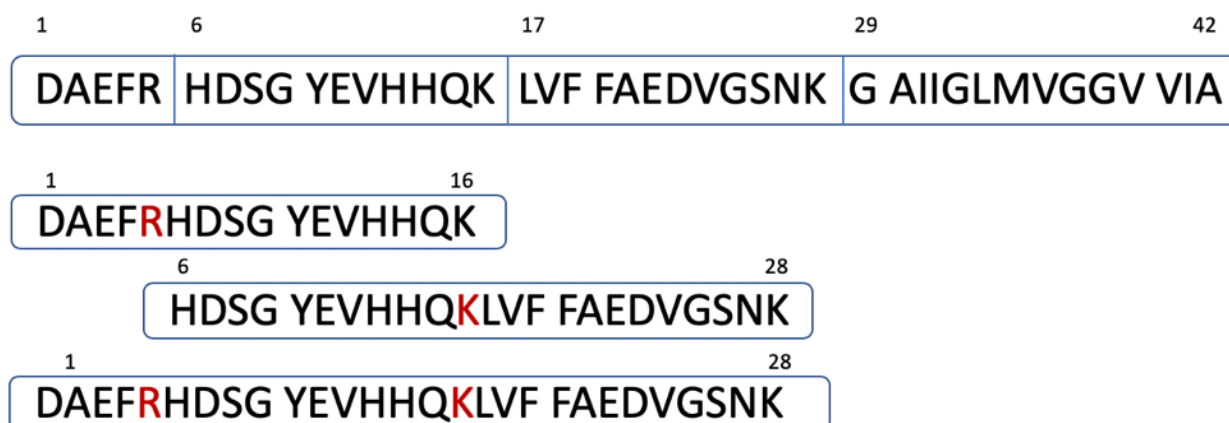 1 6 17 29 42
DAEFR HDSG YEVHHQK LVF FAEDVGSNK G AIIGLMVGGV VIA
1 16
DAEFRHDSG YEVHHQK
6 28
HDSG YEVHHQKLVF FAEDVGSNK
1 28
DAEFRHDSG YEVHHQKLVF FAEDVGSNK